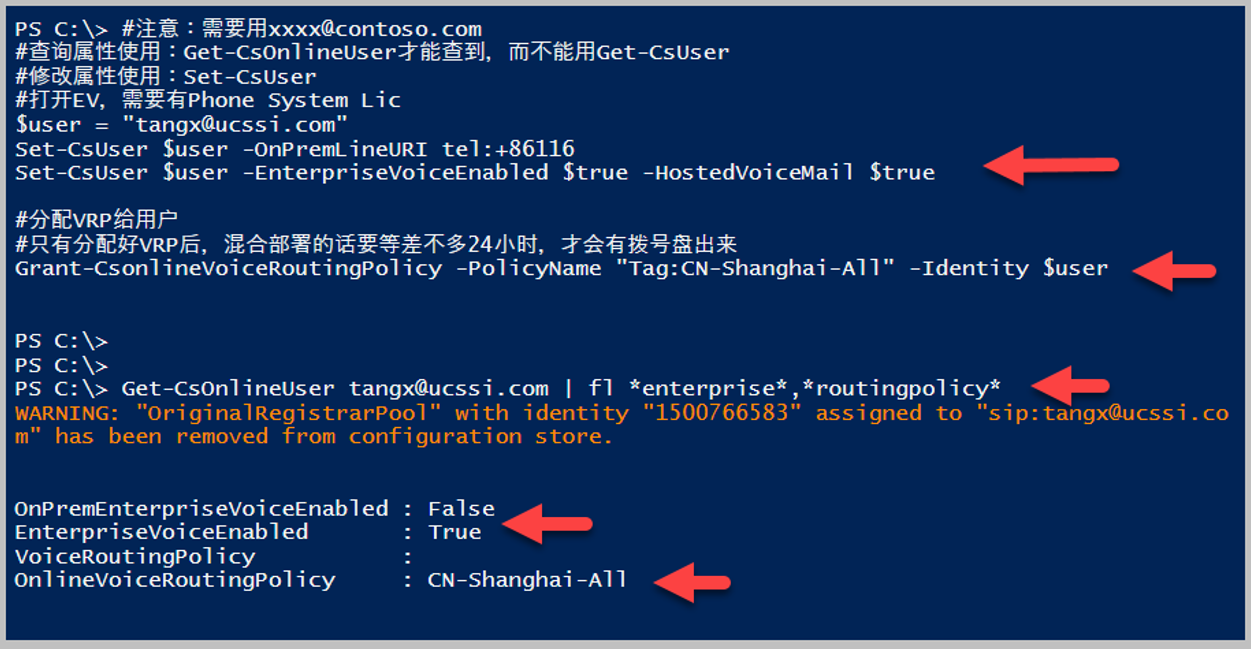 PS C:\> #注意：需要用xxxx@contoso.com
#查询属性使用：Get-CsOnlineUser才能查到，而不能用Get-CsUser
#修改属性使用：Set-CsUser
#打开EV，需要有Phone System Lic
$user = "tangx@ucssi.com"
Set-CsUser $user -OnPremLineURI tel:+86116
Set-CsUser $user -EnterpriseVoiceEnabled $true -HostedVoiceMail $true
#分配VRP给用户
#只有分配好VRP后，混合部署的话要等差不多24小时，才会有拨号盘出来
Grant-CsonlineVoiceRoutingPolicy -PolicyName "Tag:CN-Shanghai-All" -Identity $user
PS C:\>
PS C:\>
PS C:\> Get-CsOnlineUser tangx@ucssi.com | fl *enterprise*,*routingpolicy*
WARNING: "OriginalRegistrarPool" with identity "1500766583" assigned to "sip:tangx@ucssi.co
m" has been removed from configuration store.
OnPremEnterpriseVoiceEnabled : False
EnterpriseVoiceEnabled : True
VoiceRoutingPolicy :
OnlineVoiceRoutingPolicy : CN-Shanghai-All